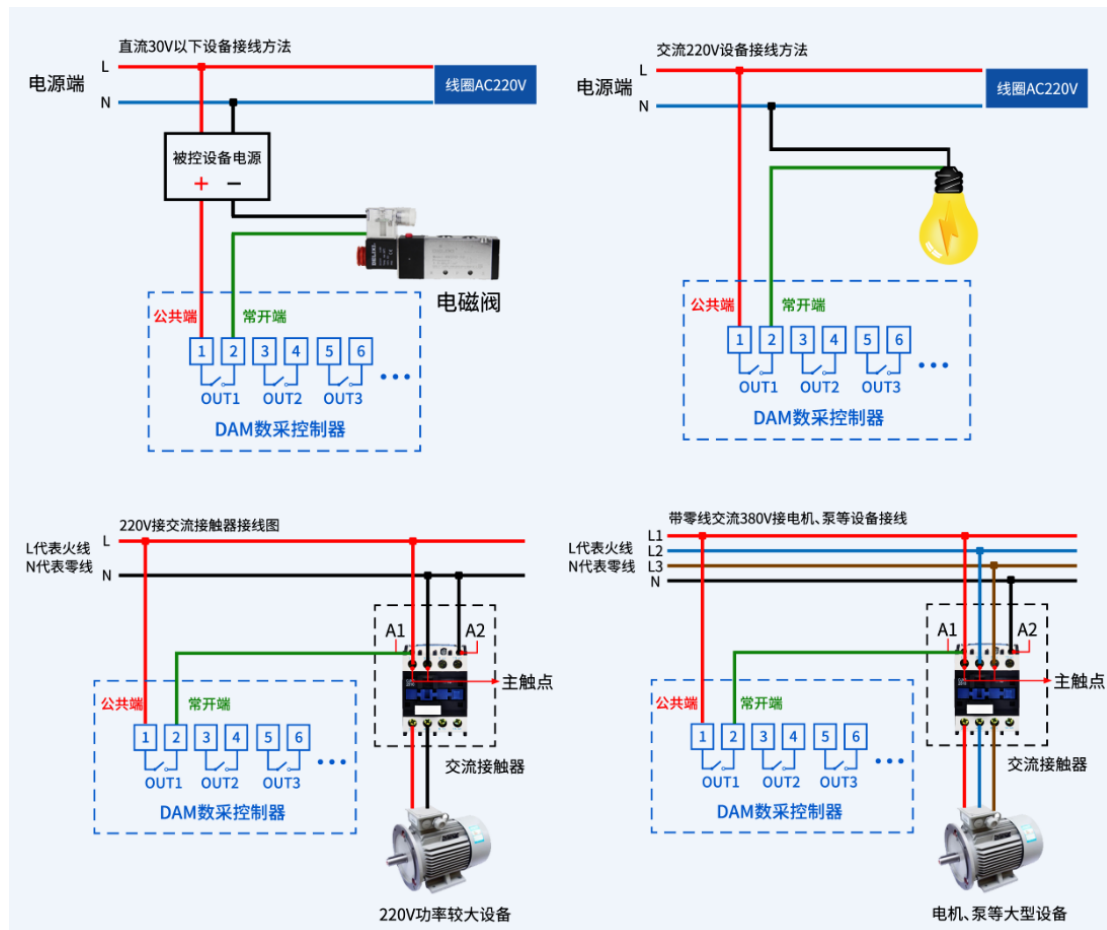 直流30V以下设备接线方法
电源端
L
N
线圈AC220V
被控设备电源
+ −
电磁阀
公共端
常开端
1 2 3 4 5 6 •••
OUT1 OUT2 OUT3
DAM数采控制器
交流220V设备接线方法
电源端
L
N
线圈AC220V
公共端
常开端
1 2 3 4 5 6 •••
OUT1 OUT2 OUT3
DAM数采控制器
220V接交流接触器接线图
L代表火线
N代表零线
L
N
A1 A2
主触点
公共端
常开端
1 2 3 4 5 6 •••
OUT1 OUT2 OUT3
DAM数采控制器
交流接触器
220V功率较大设备
带零线交流380V接电机、泵等设备接线
L代表火线
N代表零线
L1
L2
L3
N
A1 A2
主触点
公共端
常开端
1 2 3 4 5 6 •••
OUT1 OUT2 OUT3
DAM数采控制器
交流接触器
电机、泵等大型设备